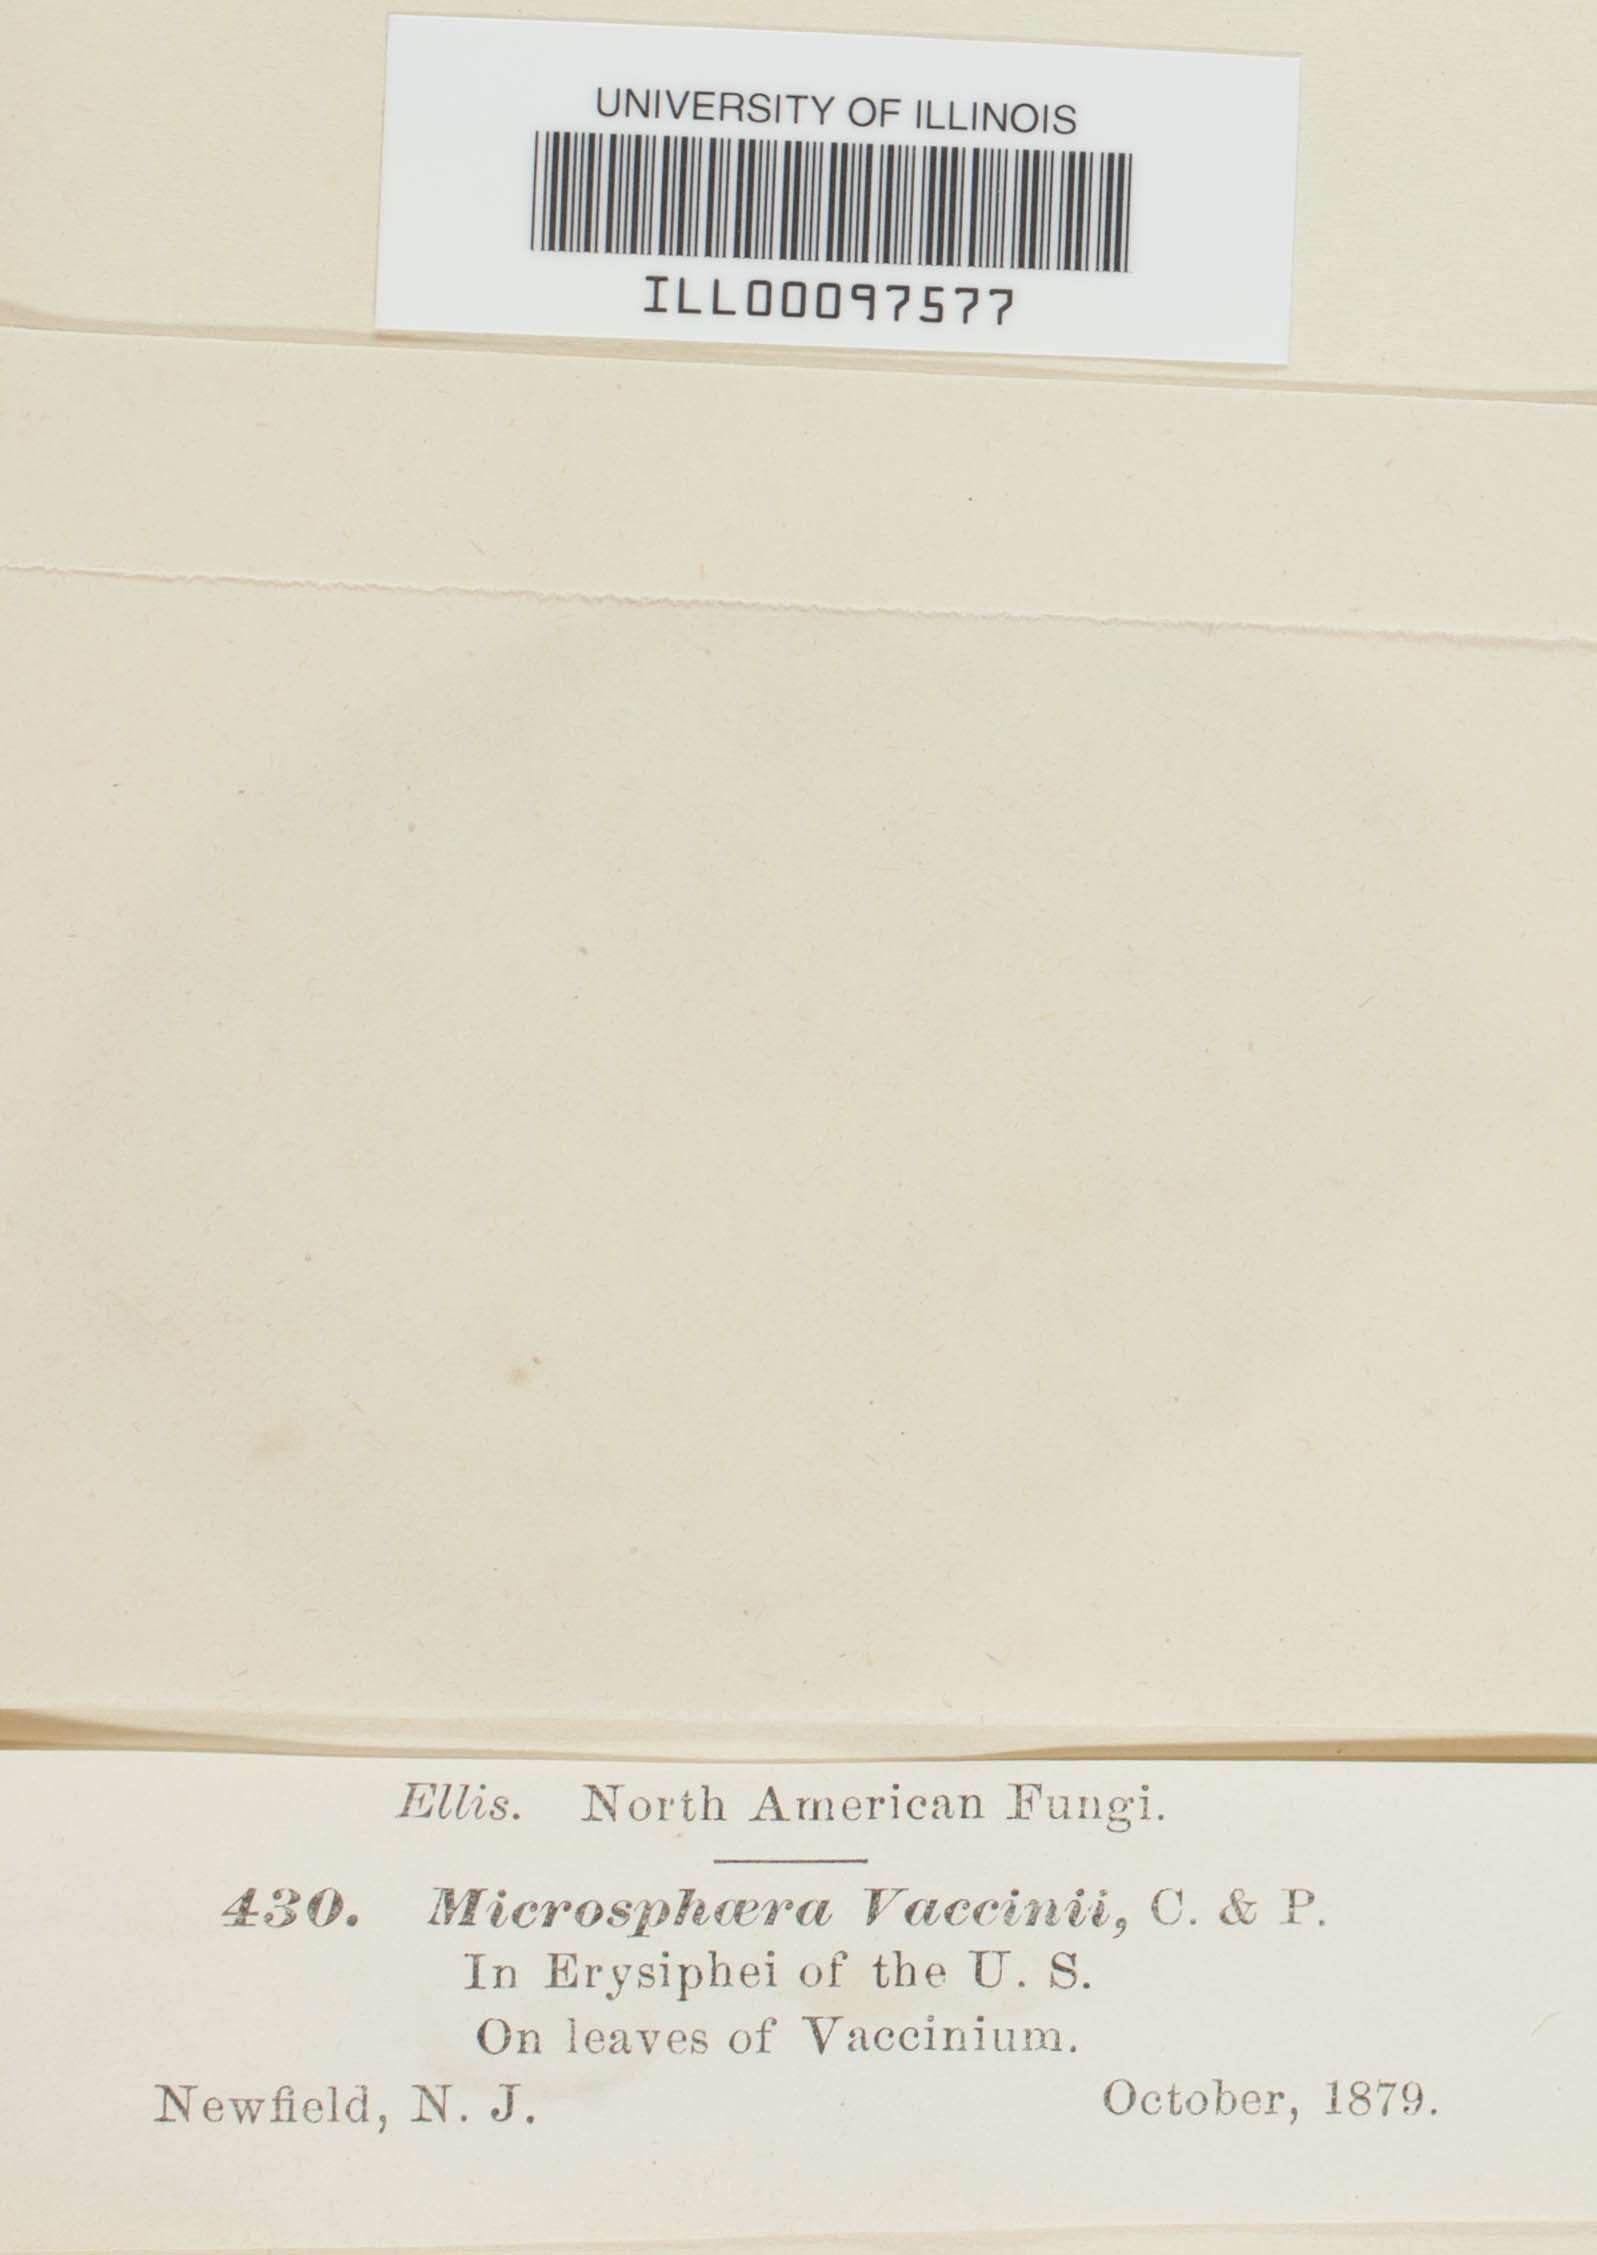 UNIVERSITY OF ILLINOIS
ILL00097577
Ellis. North American Fungi.
430. Microsphæra Vaccinii, C. & P.
In Erysiphei of the U. S.
On leaves of Vaccinium.
Newfield, N. J. October, 1879.